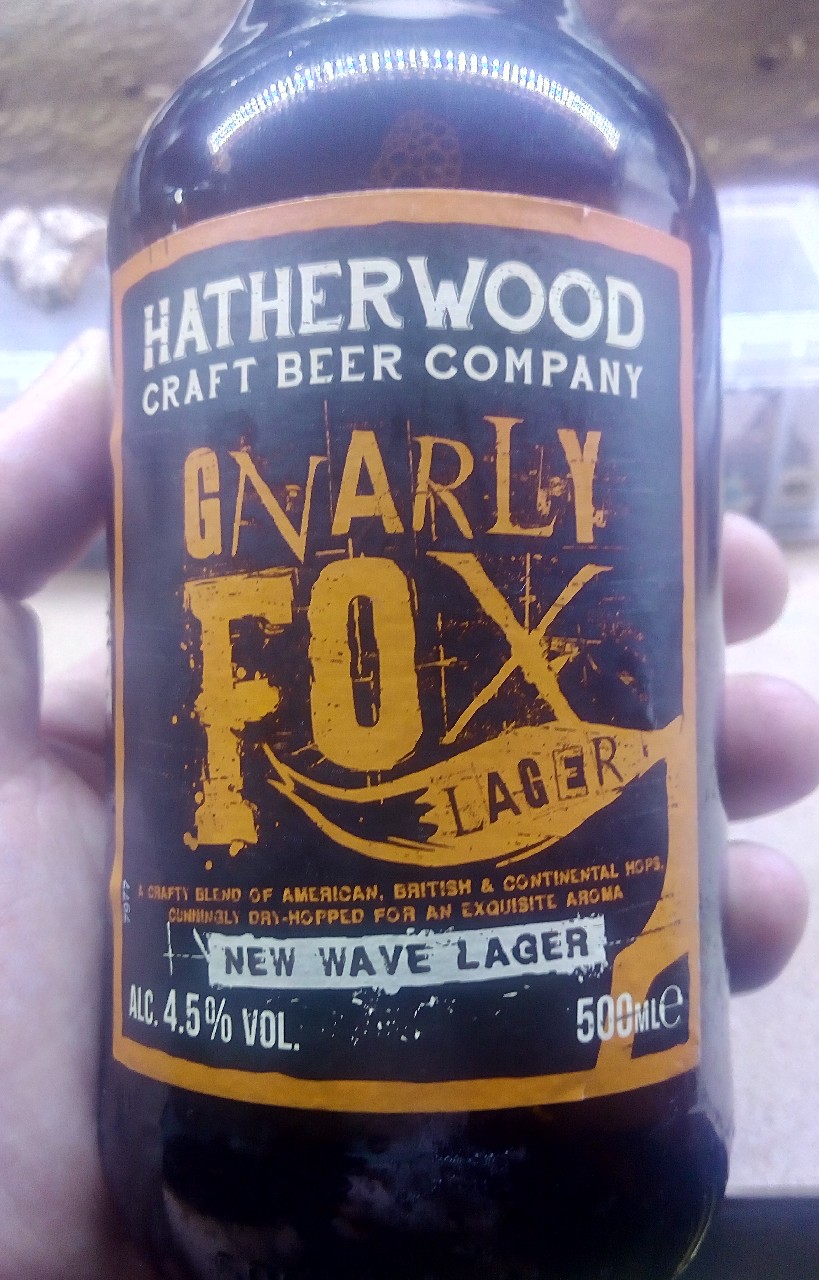 HATHERWOOD
CRAFT BEER COMPANY
GNARLY
FOX
LAGER
A CRAFTY BLEND OF AMERICAN, BRITISH & CONTINENTAL HOPS,
CUNNINGLY DRY-HOPPED FOR AN EXQUISITE AROMA
NEW WAVE LAGER
ALC. 4.5% VOL.
500MLe